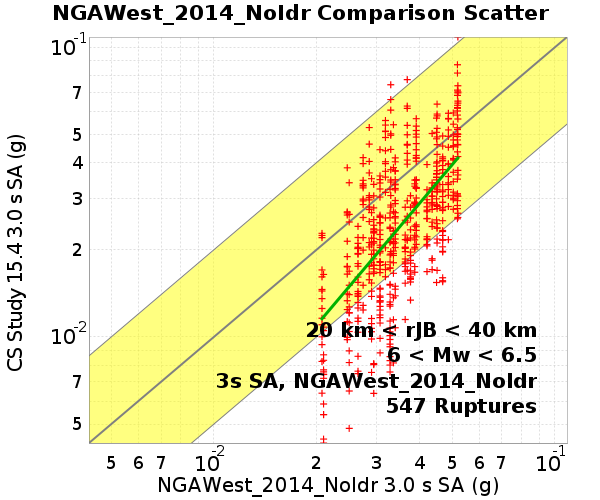 NGAWest_2014_NoIdr Comparison Scatter
10-1
7
5
4
3
2
10-2
7
5
CS Study 15.4 3.0 s SA (g)
20 km < rJB < 40 km
6 < Mw < 6.5
3s SA, NGAWest_2014_NoIdr
547 Ruptures
5 6 7 10-2 2 3 4 5 6 7 10-1
NGAWest_2014_NoIdr 3.0 s SA (g)